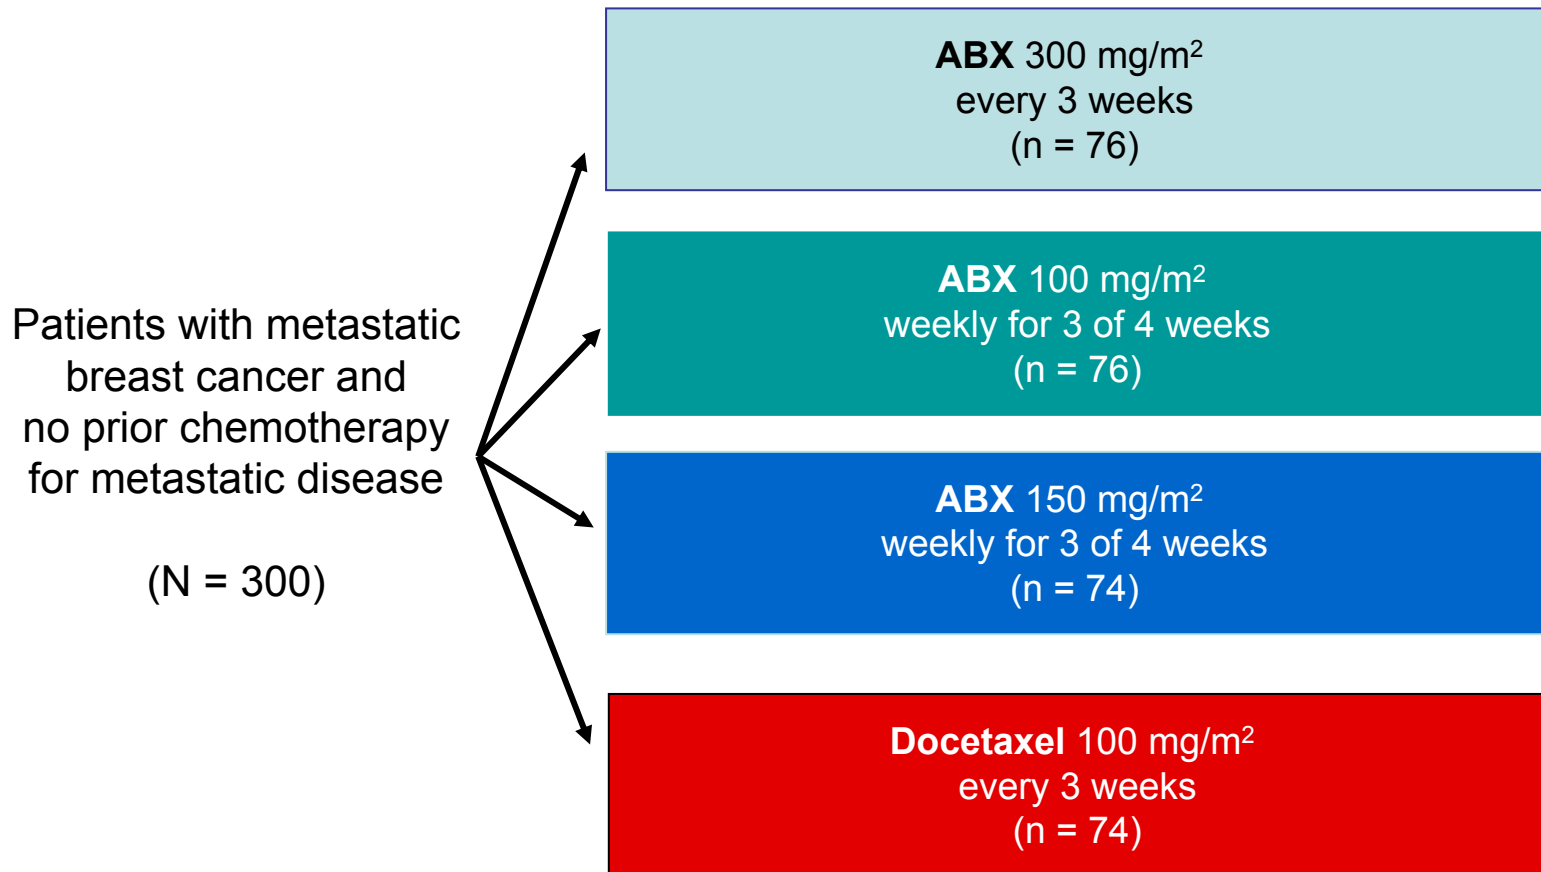 Patients with metastatic
breast cancer and
no prior chemotherapy
for metastatic disease
(N = 300)
ABX 300 mg/m²
every 3 weeks
(n = 76)
ABX 100 mg/m²
weekly for 3 of 4 weeks
(n = 76)
ABX 150 mg/m²
weekly for 3 of 4 weeks
(n = 74)
Docetaxel 100 mg/m²
every 3 weeks
(n = 74)